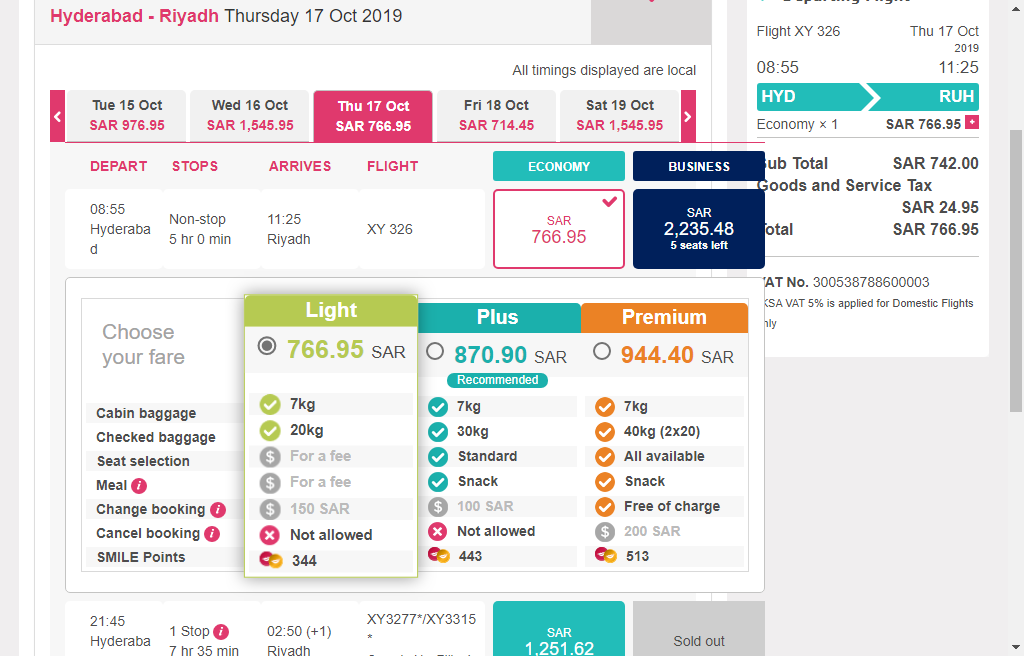 Hyderabad - Riyadh Thursday 17 Oct 2019
All timings displayed are local
Tue 15 Oct
SAR 976.95
Wed 16 Oct
SAR 1,545.95
Thu 17 Oct
SAR 766.95
Fri 18 Oct
SAR 714.45
Sat 19 Oct
SAR 1,545.95
DEPART STOPS ARRIVES FLIGHT ECONOMY BUSINESS
08:55
Hyderaba
d
Non-stop
5 hr 0 min
11:25
Riyadh
XY 326
SAR
766.95
SAR
2,235.48
5 seats left
Choose
your fare
Light
766.95 SAR
Plus
870.90 SAR
Recommended
Premium
944.40 SAR
Cabin baggage 7kg 7kg 7kg
Checked baggage 20kg 30kg 40kg (2x20)
Seat selection $ For a fee Standard All available
Meal i $ For a fee Snack Snack
Change booking i $ 150 SAR $ 100 SAR Free of charge
Cancel booking i Not allowed Not allowed $ 200 SAR
SMILE Points 344 443 513
21:45
Hyderaba
1 Stop i
7 hr 35 min
02:50 (+1)
Riyadh
XY3277*/XY3315
*
SAR
1,251.62
Sold out
Flight XY 326 Thu 17 Oct
2019
08:55 11:25
HYD RUH
Economy × 1 SAR 766.95 +
ub Total SAR 742.00
Goods and Service Tax
SAR 24.95
otal SAR 766.95
VAT No. 300538788600003
KSA VAT 5% is applied for Domestic Flights
nly